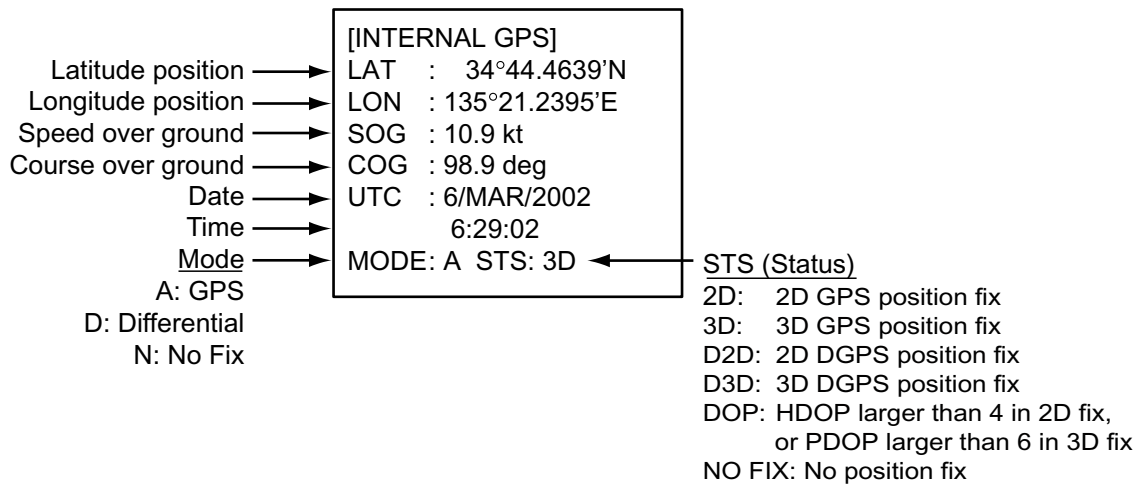 [INTERNAL GPS]
Latitude position
LAT : 34°44.4639'N
Longitude position
LON : 135°21.2395’E
Speed over ground
SOG : 10.9 kt
Course over ground
COG : 98.9 deg
Date
UTC : 6/MAR/2002
Time
6:29:02
Mode
MODE: A STS: 3D
A: GPS
D: Differential
N: No Fix
STS (Status)
2D: 2D GPS position fix
3D: 3D GPS position fix
D2D: 2D DGPS position fix
D3D: 3D DGPS position fix
DOP: HDOP larger than 4 in 2D fix,
or PDOP larger than 6 in 3D fix
NO FIX: No position fix